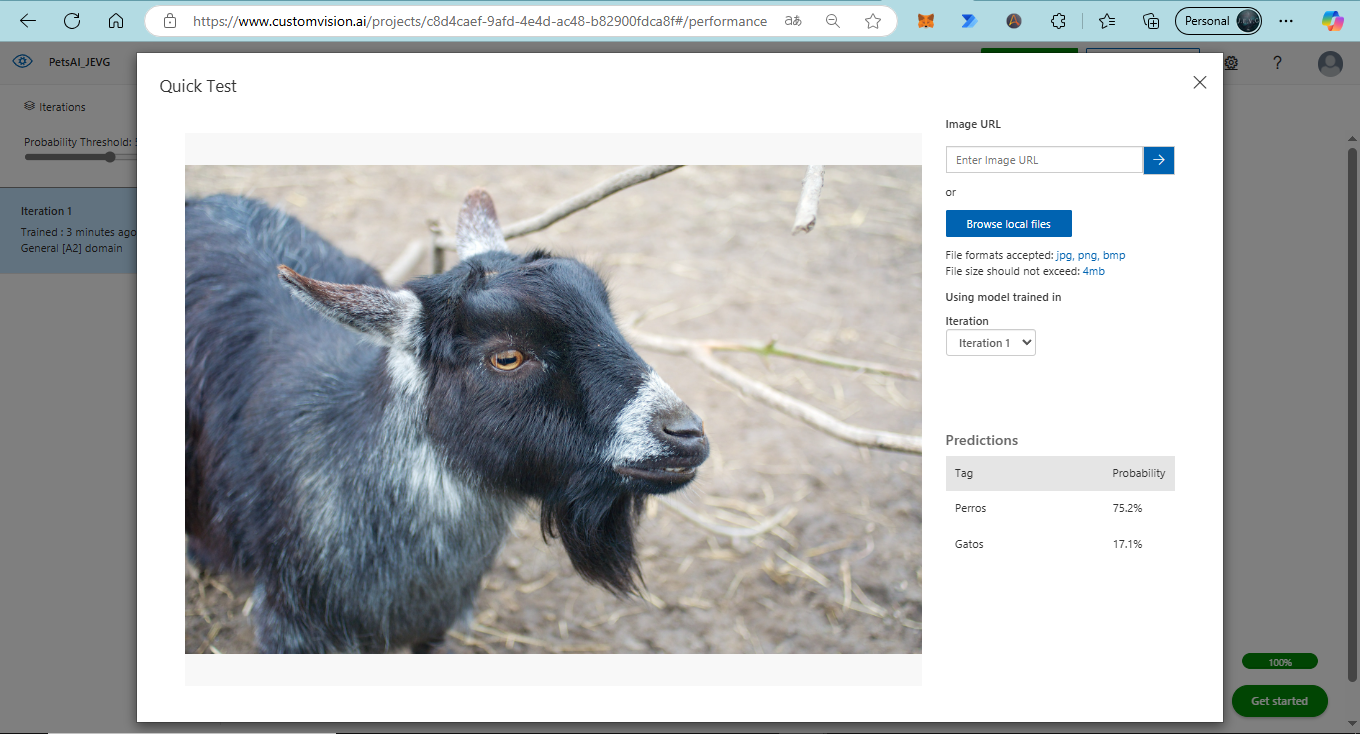 https://www.customvision.ai/projects/c8d4caef-9afd-4e4d-ac48-b82900fdca8f#/performance
Personal
PetsAI_JEVG
?
Quick Test
Iterations
Probability Threshold:
Iteration 1
Trained : 3 minutes ago
General [A2] domain
Image URL
Enter Image URL
or
Browse local files
File formats accepted: jpg, png, bmp
File size should not exceed: 4mb
Using model trained in
Iteration
Iteration 1
Predictions
Tag Probability
Perros 75.2%
Gatos 17.1%
100%
Get started